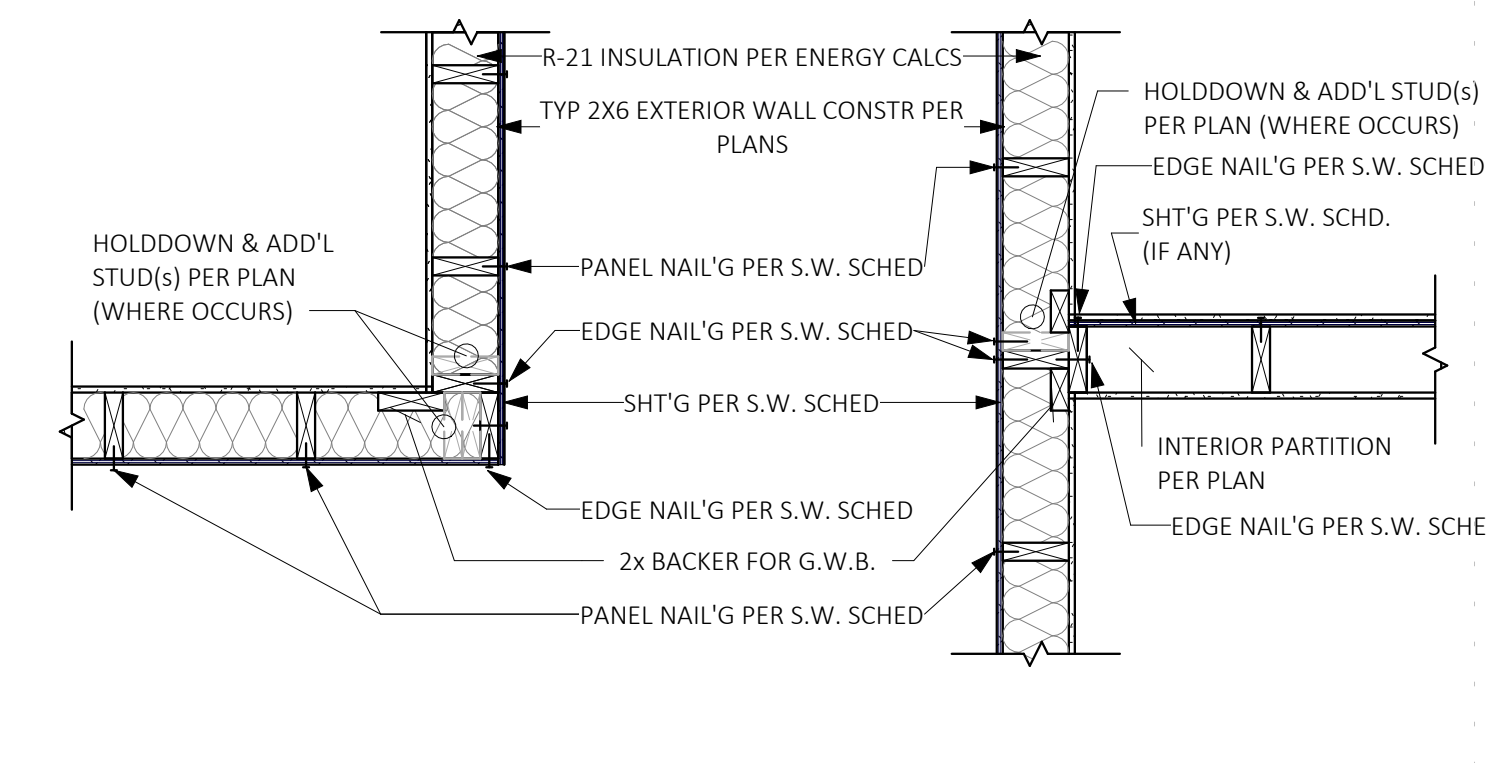 R-21 INSULATION PER ENERGY CALCS
TYP 2X6 EXTERIOR WALL CONSTR PER
PLANS
HOLDDOWN & ADD'L STUD(s)
PER PLAN (WHERE OCCURS)
EDGE NAIL'G PER S.W. SCHED
SHT'G PER S.W. SCHD.
(IF ANY)
HOLDDOWN & ADD'L
STUD(s) PER PLAN
(WHERE OCCURS)
PANEL NAIL'G PER S.W. SCHED
EDGE NAIL'G PER S.W. SCHED
SHT'G PER S.W. SCHED
INTERIOR PARTITION
PER PLAN
EDGE NAIL'G PER S.W. SCHED
EDGE NAIL'G PER S.W. SCHE
2x BACKER FOR G.W.B.
PANEL NAIL'G PER S.W. SCHED